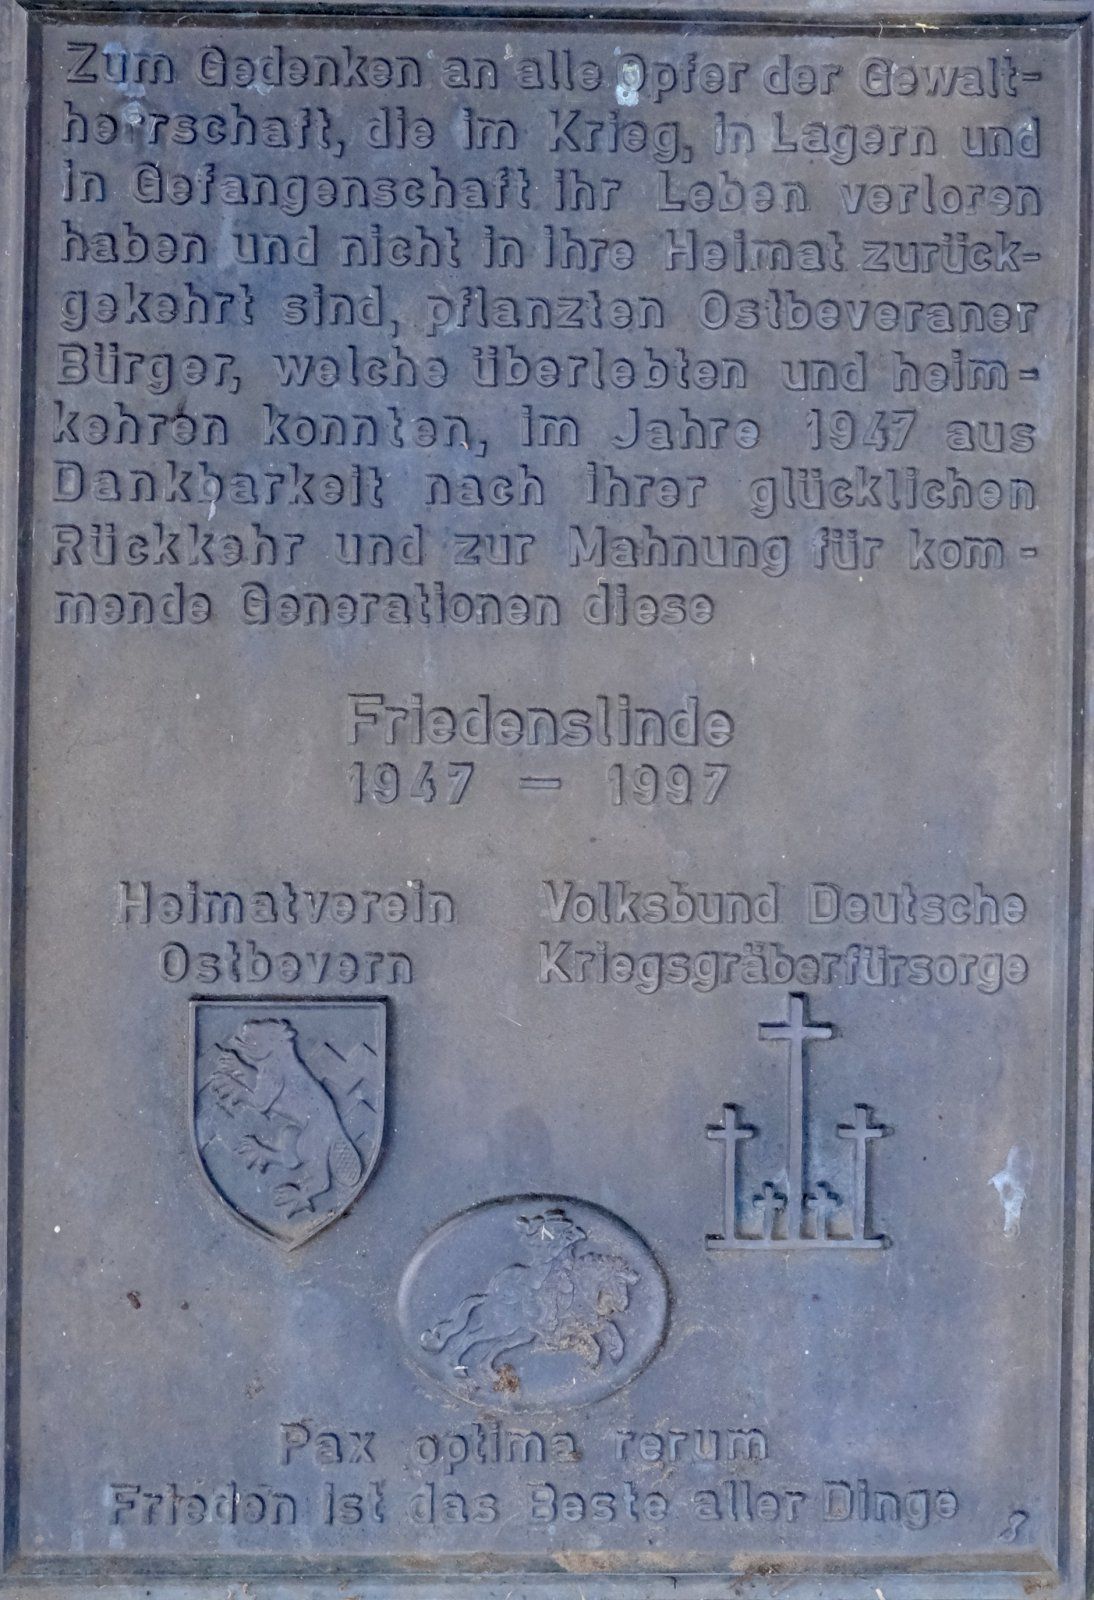 Zum Gedenken an alle Opfer der Gewalt-
herrschaft, die im Krieg, in Lagern und
in Gefangenschaft ihr Leben verloren
haben und nicht in ihre Heimat zurück-
gekehrt sind, pflanzten Ostbeveraner
Bürger, welche überlebten und heim-
kehren konnten, im Jahre 1947 aus
Dankbarkeit nach ihrer glücklichen
Rückkehr und zur Mahnung für kom-
mende Generationen diese
Friedenslinde
1947 – 1997
Heimatverein
Ostbevern
Volksbund Deutsche
Kriegsgräberfürsorge
Pax optima rerum
Frieden ist das Beste aller Dinge